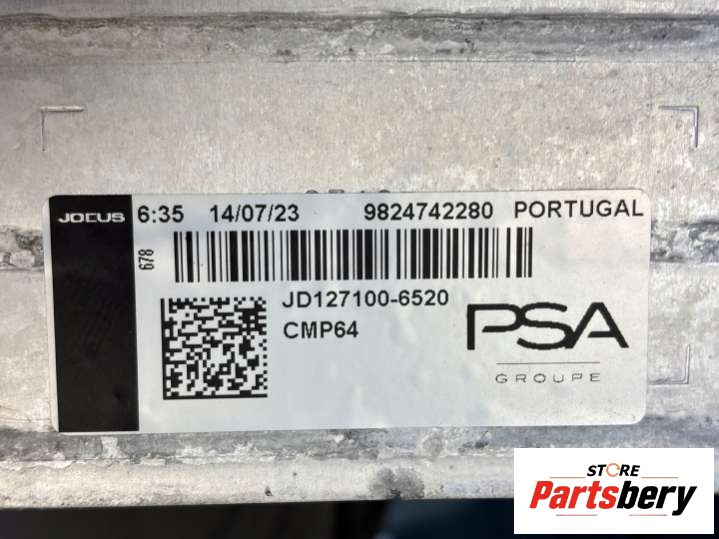 JOCUS 6:35 14/07/23 9824742280 PORTUGAL
678
JD127100-6520
CMP64
PSA
GROUPE
STORE
Partsbery